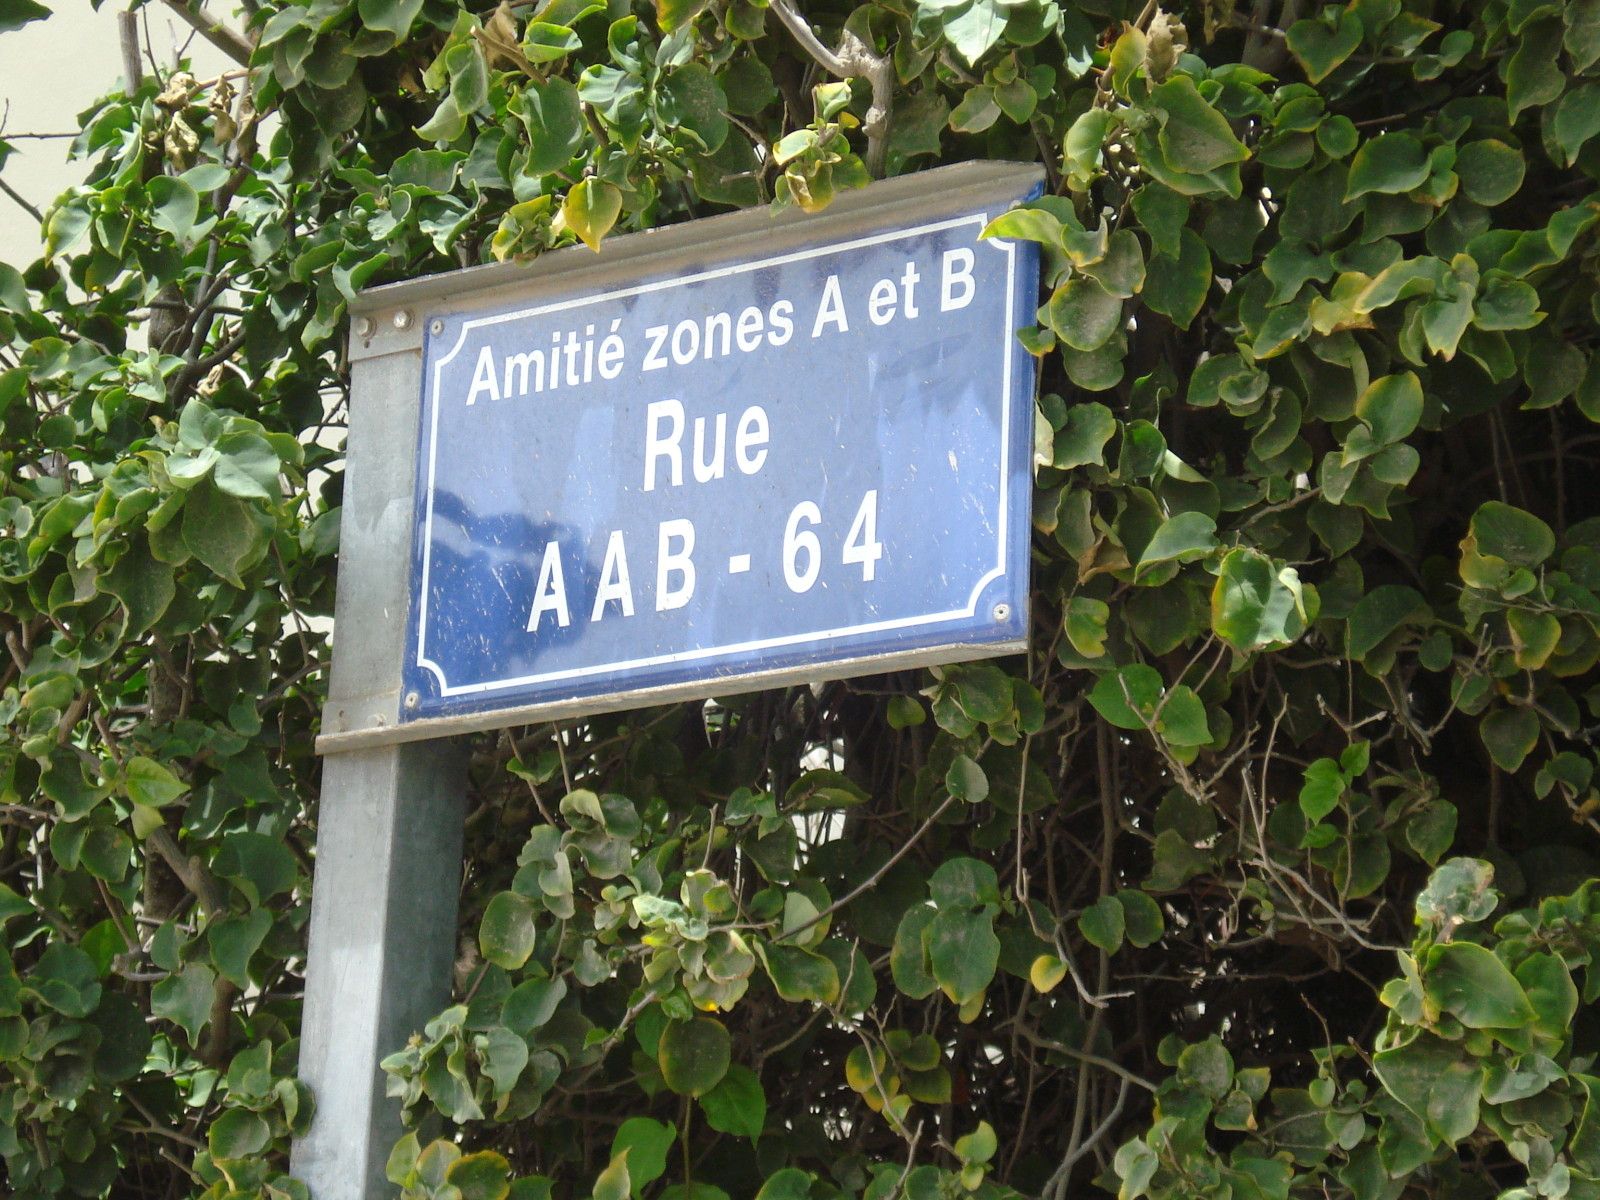 Amitié zones A et B
Rue
AAB - 64